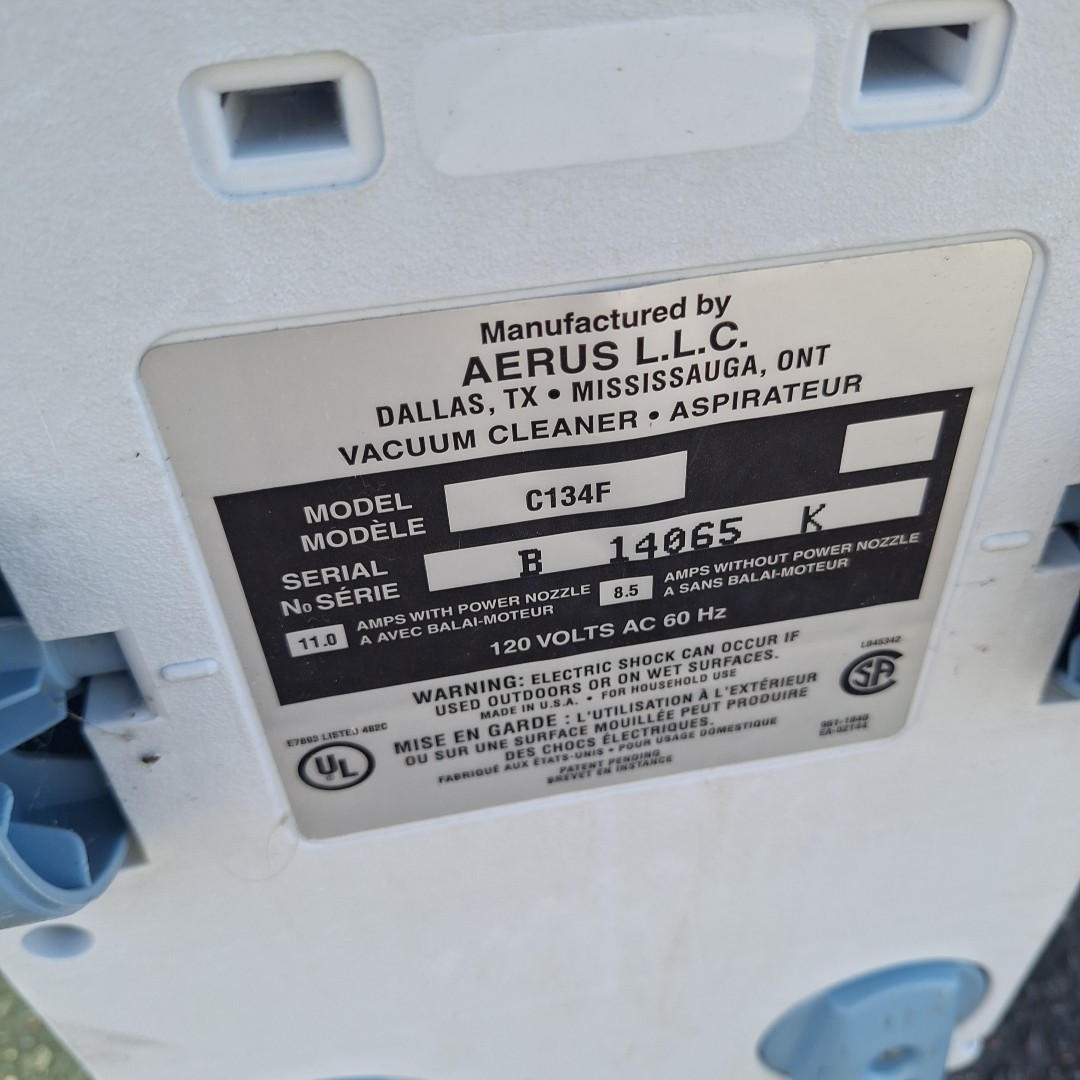 Manufactured by
AERUS L.L.C.
DALLAS, TX • MISSISSAUGA, ONT
VACUUM CLEANER • ASPIRATEUR
MODEL
MODÈLE
C134F
SERIAL
No SÉRIE
B 14065 K
11.0
AMPS WITH POWER NOZZLE
A AVEC BALAI-MOTEUR
8.5
AMPS WITHOUT POWER NOZZLE
A SANS BALAI-MOTEUR
120 VOLTS AC 60 Hz
WARNING: ELECTRIC SHOCK CAN OCCUR IF
USED OUTDOORS OR ON WET SURFACES.
MADE IN U.S.A. • FOR HOUSEHOLD USE
MISE EN GARDE : L'UTILISATION À L'EXTÉRIEUR
OU SUR UNE SURFACE MOUILLÉE PEUT PRODUIRE
DES CHOCS ÉLECTRIQUES.
FABRIQUÉ AUX ÉTATS-UNIS • POUR USAGE DOMESTIQUE
PATENT PENDING
BREVET EN INSTANCE
LISTED 482C
UL
SA